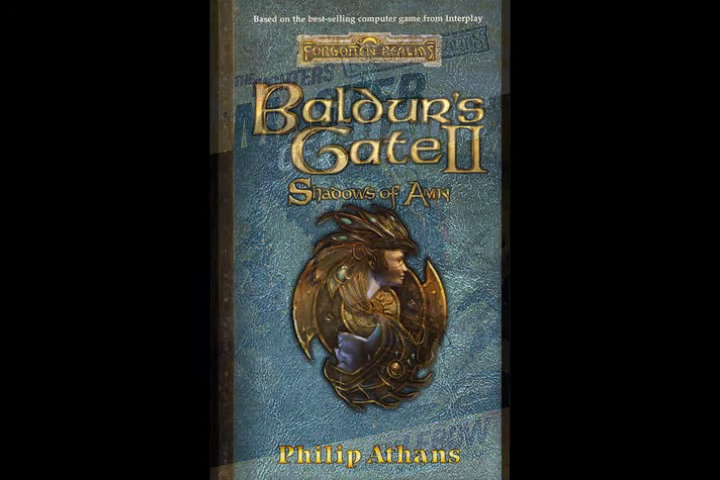 Based on the best-selling computer game from Interplay
FORGOTTEN REALMS
Baldur's
Gate II
Shadows of Amn
Philip Athans